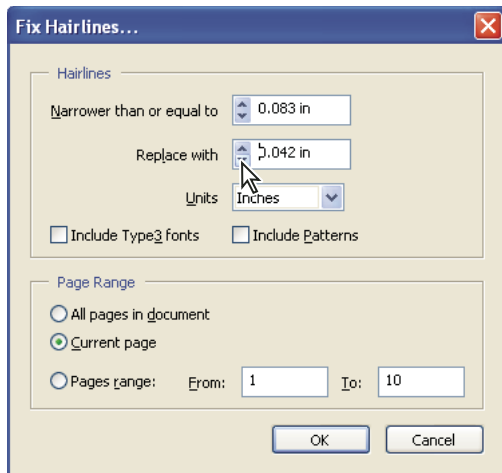 Fix Hairlines...
Hairlines
Narrower than or equal to 0.083 in
Replace with 0.042 in
Units Inches
Include Type3 fonts Include Patterns
Page Range
All pages in document
Current page
Pages range: From: 1 To: 10
OK Cancel